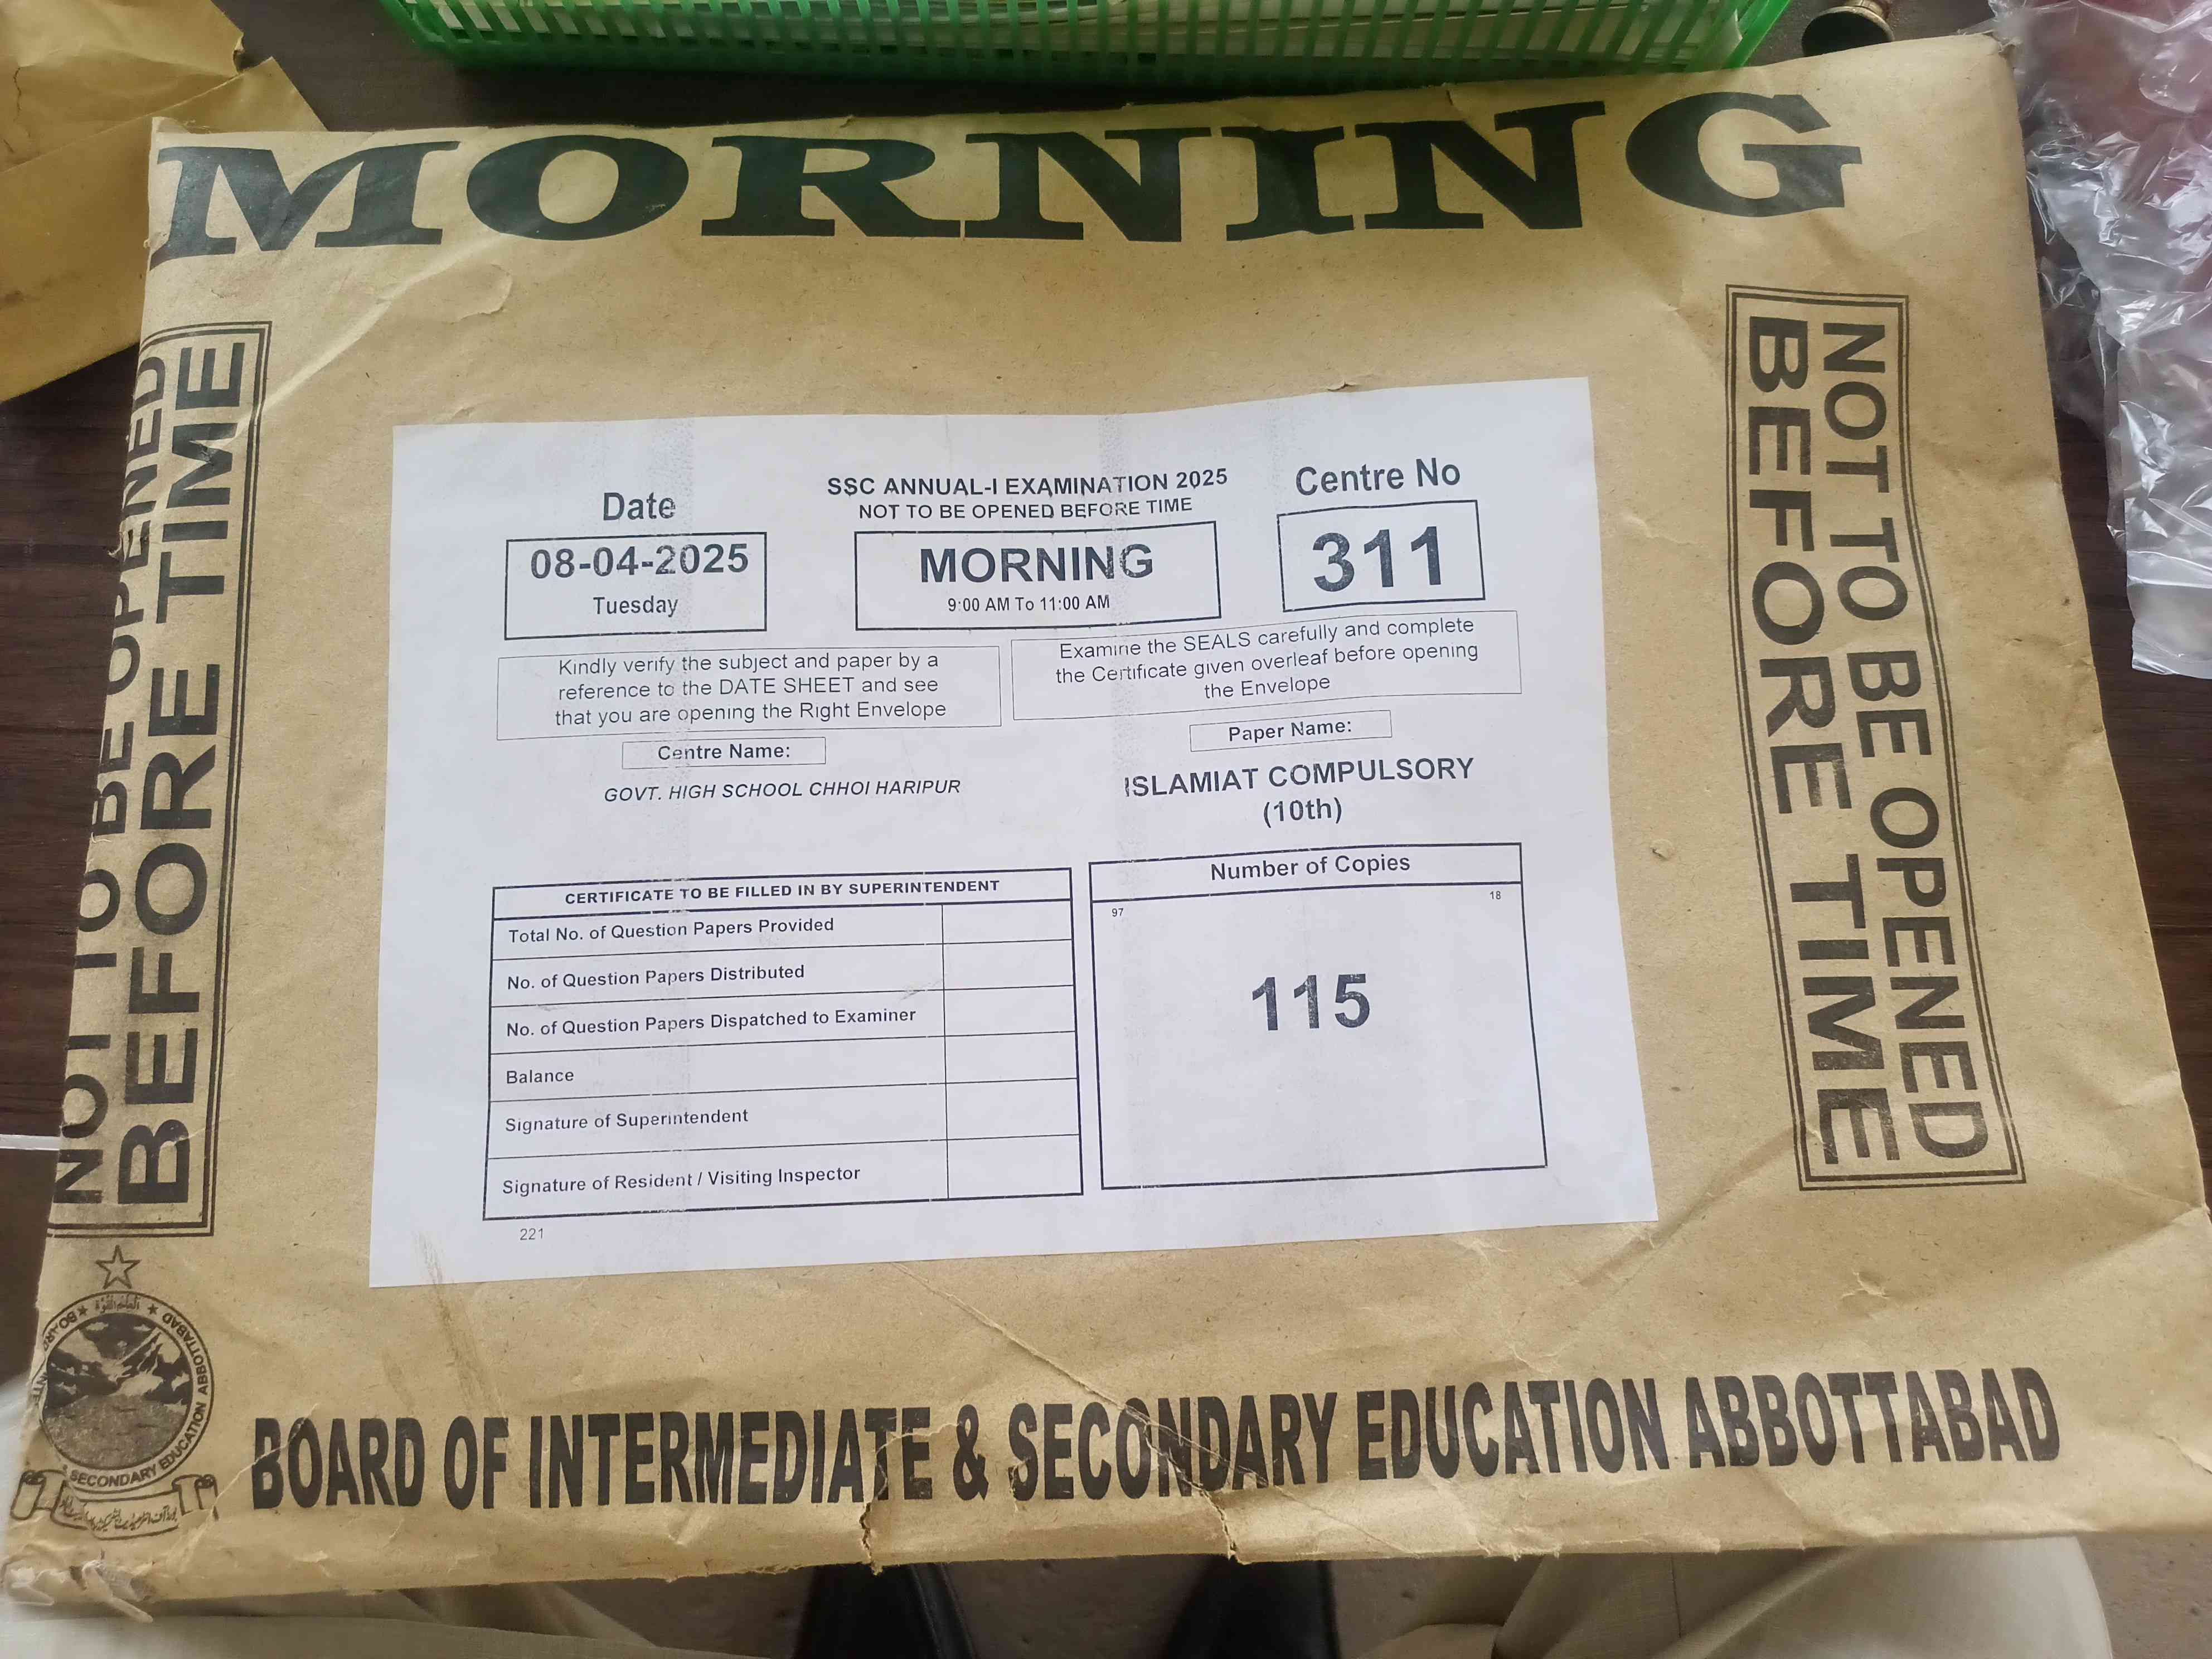 MORNING
NOT TO BE OPENED
BEFORE TIME
NOT TO BE OPENED
BEFORE TIME
Date
08-04-2025
Tuesday
SSC ANNUAL-I EXAMINATION 2025
NOT TO BE OPENED BEFORE TIME
MORNING
9:00 AM To 11:00 AM
Centre No
311
Kindly verify the subject and paper by a
reference to the DATE SHEET and see
that you are opening the Right Envelope
Examine the SEALS carefully and complete
the Certificate given overleaf before opening
the Envelope
Centre Name:
GOVT. HIGH SCHOOL CHHOI HARIPUR
Paper Name:
ISLAMIAT COMPULSORY
(10th)
CERTIFICATE TO BE FILLED IN BY SUPERINTENDENT
Total No. of Question Papers Provided
No. of Question Papers Distributed
No. of Question Papers Dispatched to Examiner
Balance
Signature of Superintendent
Signature of Resident / Visiting Inspector
221
Number of Copies
97
18
115
SECONDARY EDUCATION ABBOTTABAD
BOARD OF INTERMEDIATE & SECONDARY EDUCATION ABBOTTABAD